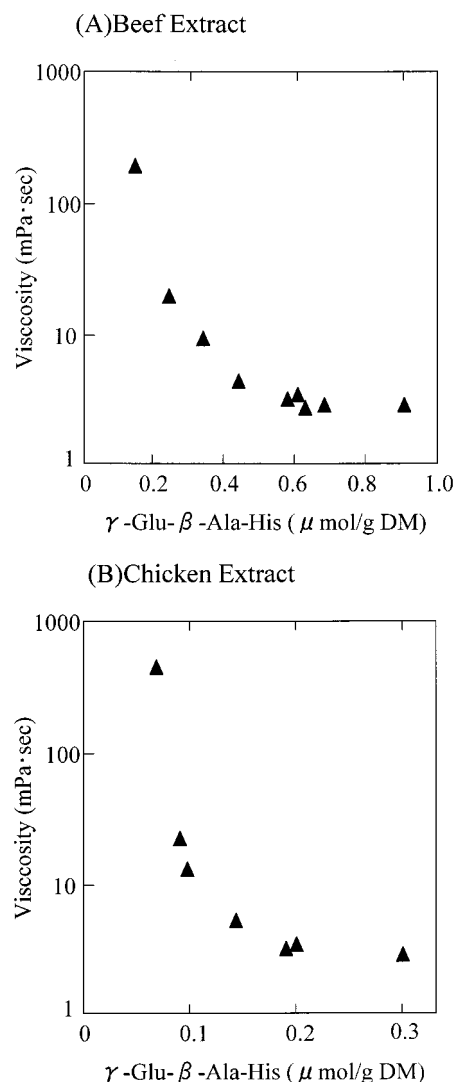 (A)Beef Extract
1000
100
10
1
Visccosity (mPa·sec)
0 0.2 0.4 0.6 0.8 1.0
γ -Glu- β -Ala-His ( μ mol/g DM)
(B)Chicken Extract
1000
100
10
1
Visccosity (mPa·sec)
0 0.1 0.2 0.3
γ -Glu- β -Ala-His ( μ mol/g DM)